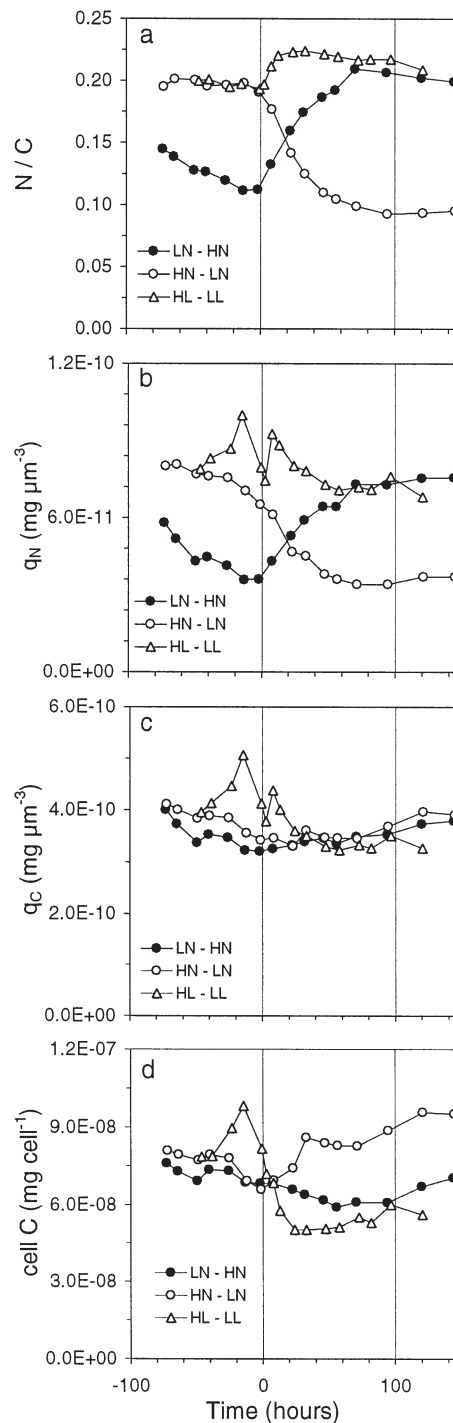 a
0.25
0.20
0.15
0.10
0.05
0.00
N / C
LN - HN
HN - LN
HL - LL
b
1.2E-10
6.0E-11
0.0E+00
qN (mg µm-3)
LN - HN
HN - LN
HL - LL
c
6.0E-10
4.0E-10
2.0E-10
0.0E+00
qC (mg µm-3)
LN - HN
HN - LN
HL - LL
d
1.2E-07
9.0E-08
6.0E-08
3.0E-08
0.0E+00
cell C (mg cell-1)
LN - HN
HN - LN
HL - LL
-100 0 100
Time (hours)